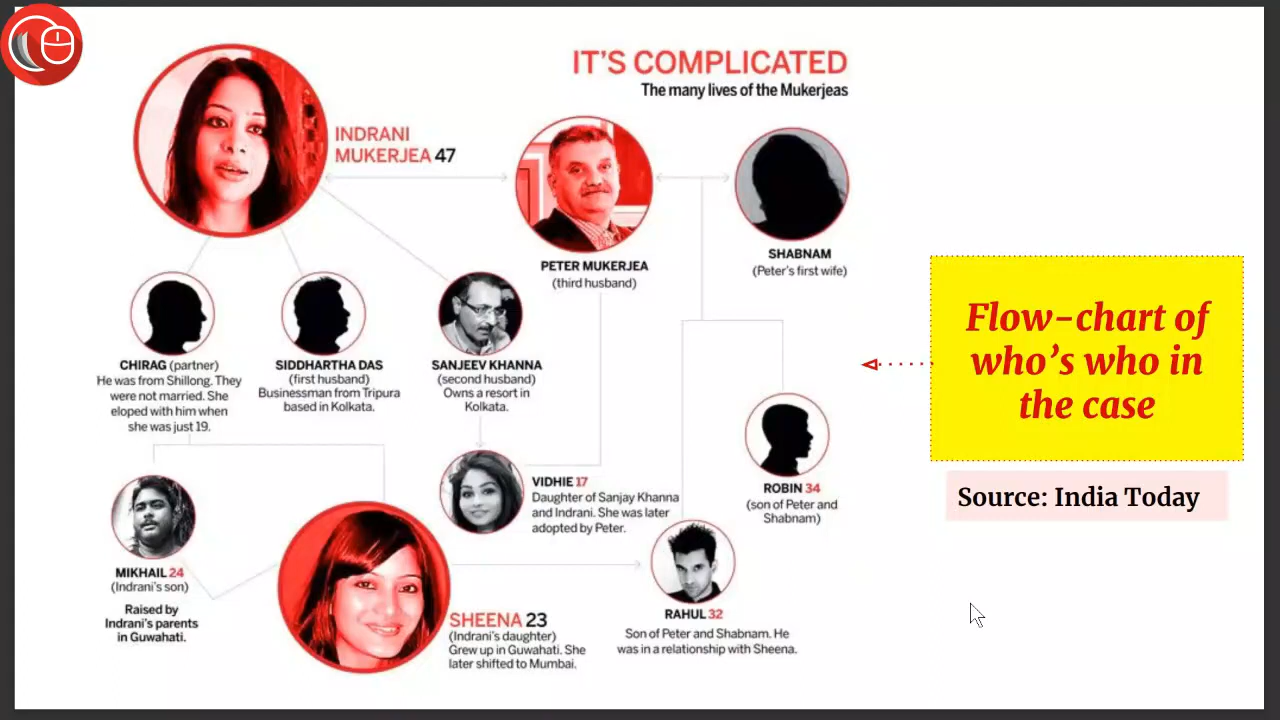 IT'S COMPLICATED
The many lives of the Mukerjeas
INDRANI
MUKERJEA 47
PETER MUKERJEA
(third husband)
SHABNAM
(Peter's first wife)
CHIRAG (partner)
He was from Shillong. They
were not married. She
eloped with him when
she was just 19.
SIDDHARTHA DAS
(first husband)
Businessman from Tripura
based in Kolkata.
SANJEEV KHANNA
(second husband)
Owns a resort in
Kolkata.
VIDHIE 17
Daughter of Sanjay Khanna
and Indrani. She was later
adopted by Peter.
ROBIN 34
(son of Peter and
Shabnam)
MIKHAIL 24
(Indrani's son)
Raised by
Indrani's parents
in Guwahati.
SHEENA 23
(Indrani's daughter)
Grew up in Guwahati. She
later shifted to Mumbai.
RAHUL 32
Son of Peter and Shabnam. He
was in a relationship with Sheena.
Flow-chart of
who's who in
the case
Source: India Today